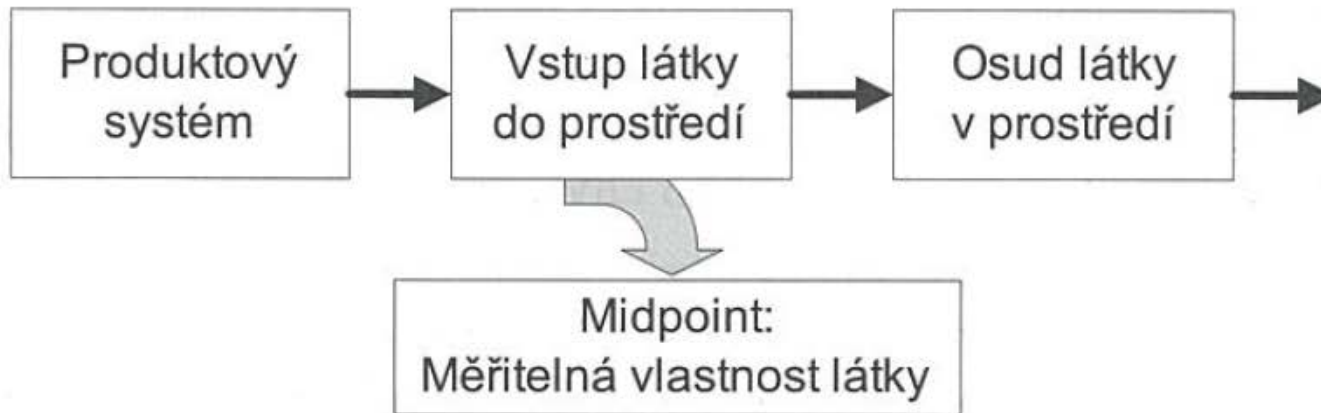 Produktový
systém
Vstup látky
do prostředí
Osud látky
v prostředí
Midpoint:
Měřitelná vlastnost látky